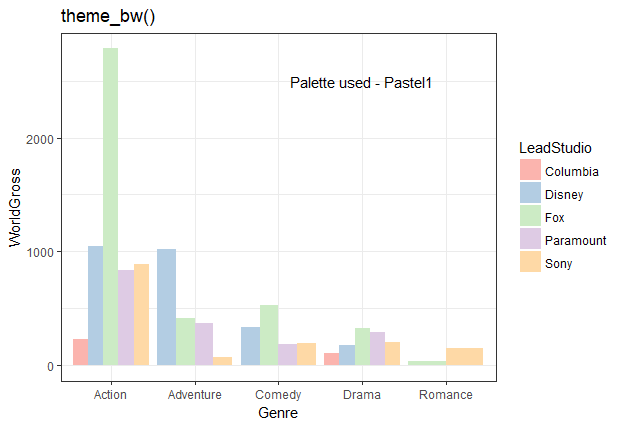 theme_bw()
Palette used - Pastel1
WorldGross
2000
1000
0
Action
Adventure
Comedy
Drama
Romance
Genre
LeadStudio
Columbia
Disney
Fox
Paramount
Sony